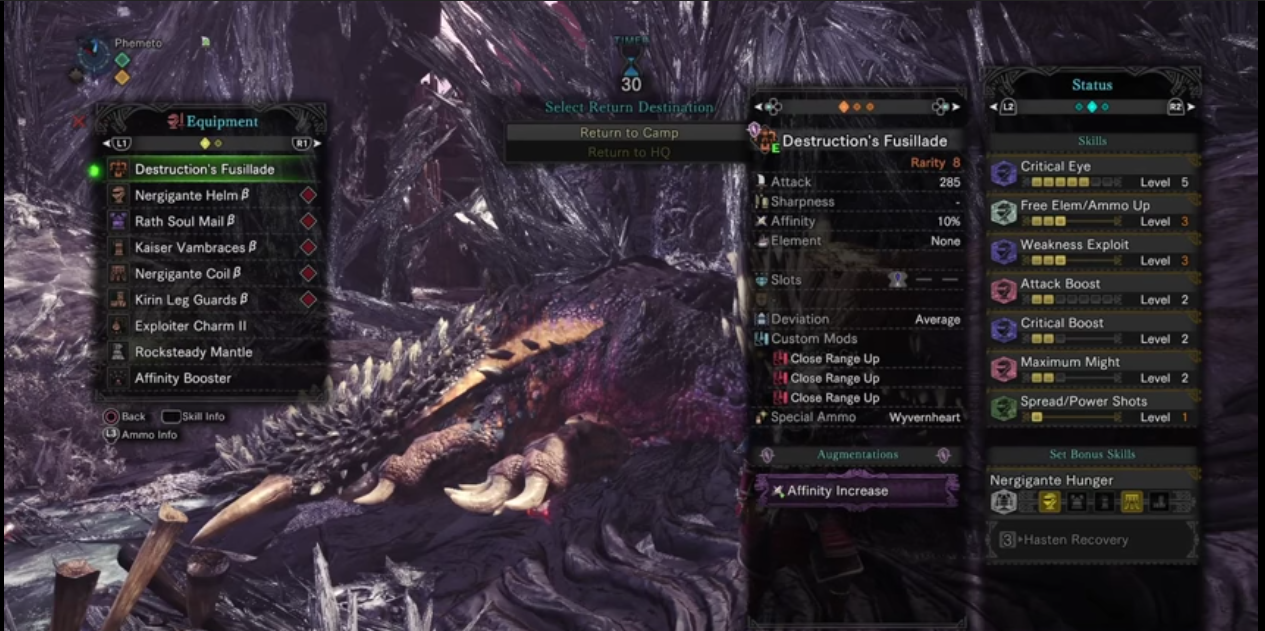 Phemeto
TIMER
30
Select Return Destination
Return to Camp
Return to HQ
Equipment
L1
R1
Destruction's Fusillade
Nergigante Helm β
Rath Soul Mail β
Kaiser Vambraces β
Nergigante Coil β
Kirin Leg Guards β
Exploiter Charm II
Rocksteady Mantle
Affinity Booster
Back Skill Info
L3 Ammo Info
Destruction's Fusillade
E
Rarity 8
Attack 285
Sharpness -
Affinity 10%
Element None
Slots — —
Deviation Average
Custom Mods
Close Range Up
Close Range Up
Close Range Up
Special Ammo Wyvernheart
Augmentations
Affinity Increase
Status
L2
R2
Skills
Critical Eye
Level 5
Free Elem/Ammo Up
Level 3
Weakness Exploit
Level 3
Attack Boost
Level 2
Critical Boost
Level 2
Maximum Might
Level 2
Spread/Power Shots
Level 1
Set Bonus Skills
Nergigante Hunger
3 Hasten Recovery